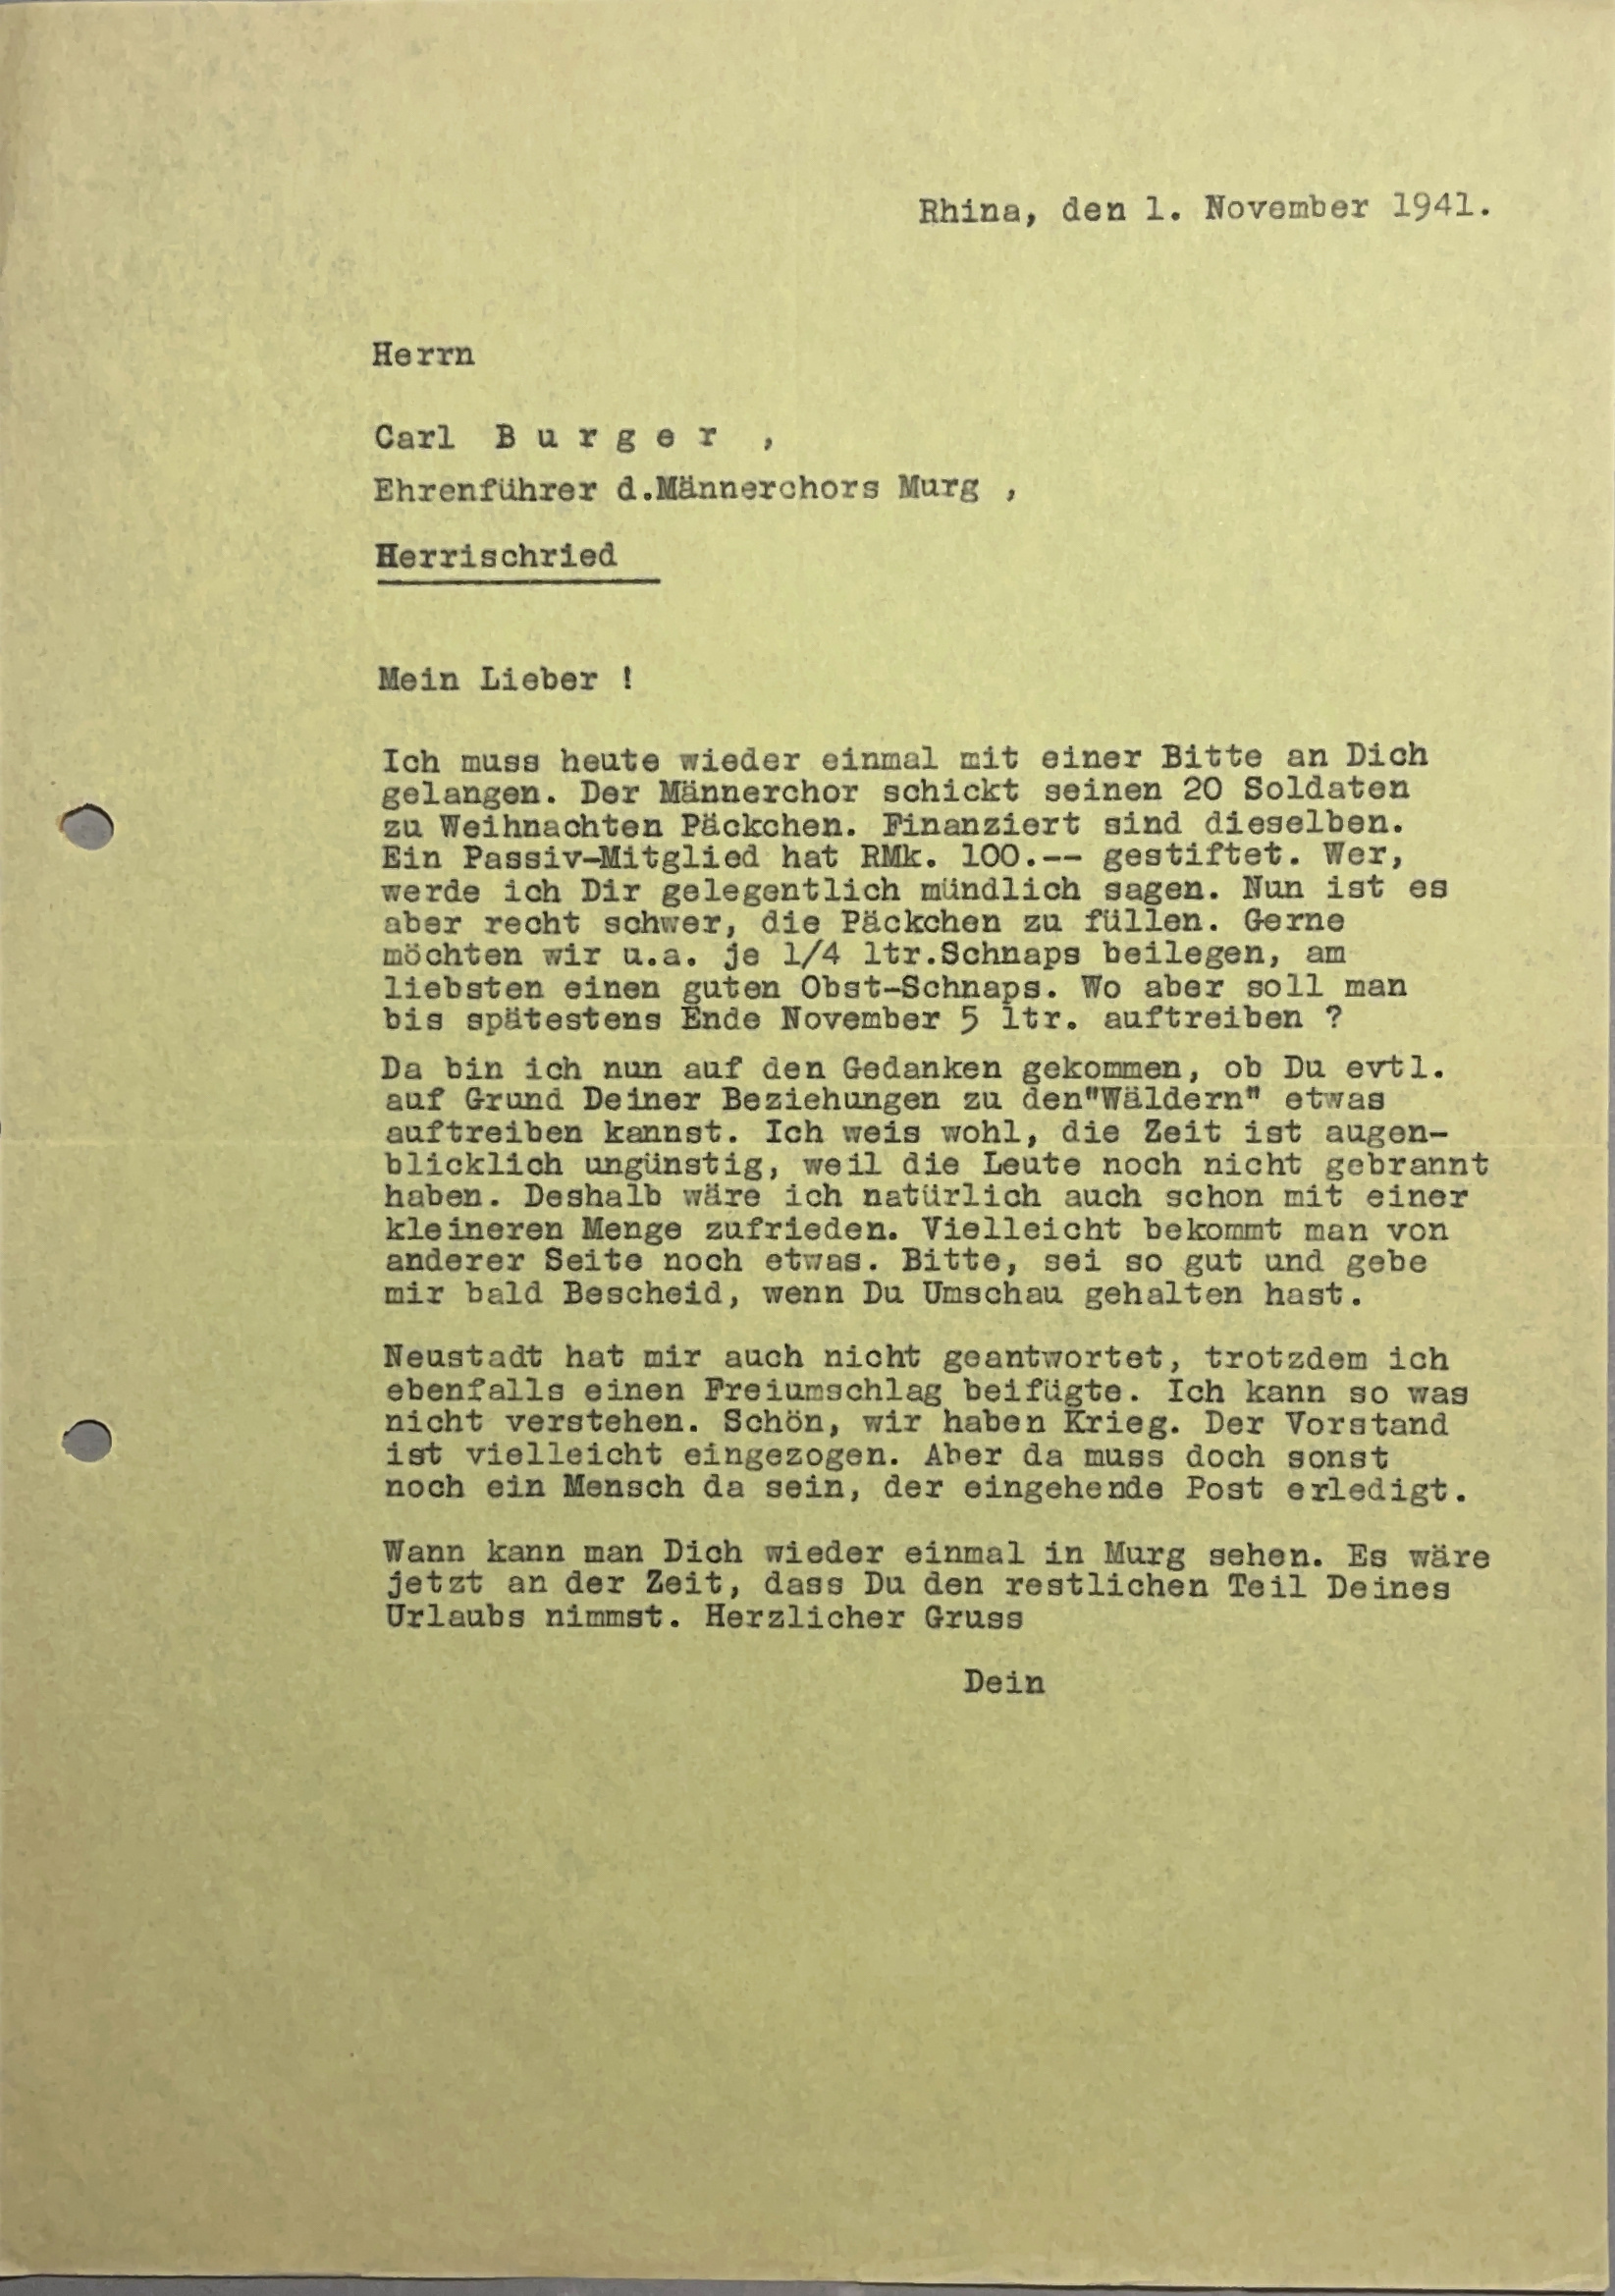 Rhina, den 1. November 1941.
Herrn
Carl B u r g e r ,
Ehrenführer d.Männerchors Murg ,
Herrischried
Mein Lieber !
Ich muss heute wieder einmal mit einer Bitte an Dich
gelangen. Der Männerchor schickt seinen 20 Soldaten
zu Weihnachten Päckchen. Finanziert sind dieselben.
Ein Passiv-Mitglied hat RMk. 100.-- gestiftet. Wer,
werde ich Dir gelegentlich mündlich sagen. Nun ist es
aber recht schwer, die Päckchen zu füllen. Gerne
möchten wir u.a. je 1/4 ltr.Schnaps beilegen, am
liebsten einen guten Obst-Schnaps. Wo aber soll man
bis spätestens Ende November 5 ltr. auftreiben ?
Da bin ich nun auf den Gedanken gekommen, ob Du evtl.
auf Grund Deiner Beziehungen zu den"Wäldern" etwas
auftreiben kannst. Ich weis wohl, die Zeit ist augen-
blicklich ungünstig, weil die Leute noch nicht gebrannt
haben. Deshalb wäre ich natürlich auch schon mit einer
kleineren Menge zufrieden. Vielleicht bekommt man von
anderer Seite noch etwas. Bitte, sei so gut und gebe
mir bald Bescheid, wenn Du Umschau gehalten hast.
Neustadt hat mir auch nicht geantwortet, trotzdem ich
ebenfalls einen Freiumschlag beifügte. Ich kann so was
nicht verstehen. Schön, wir haben Krieg. Der Vorstand
ist vielleicht eingezogen. Aber da muss doch sonst
noch ein Mensch da sein, der eingehende Post erledigt.
Wann kann man Dich wieder einmal in Murg sehen. Es wäre
jetzt an der Zeit, dass Du den restlichen Teil Deines
Urlaubs nimmst. Herzlicher Gruss
Dein